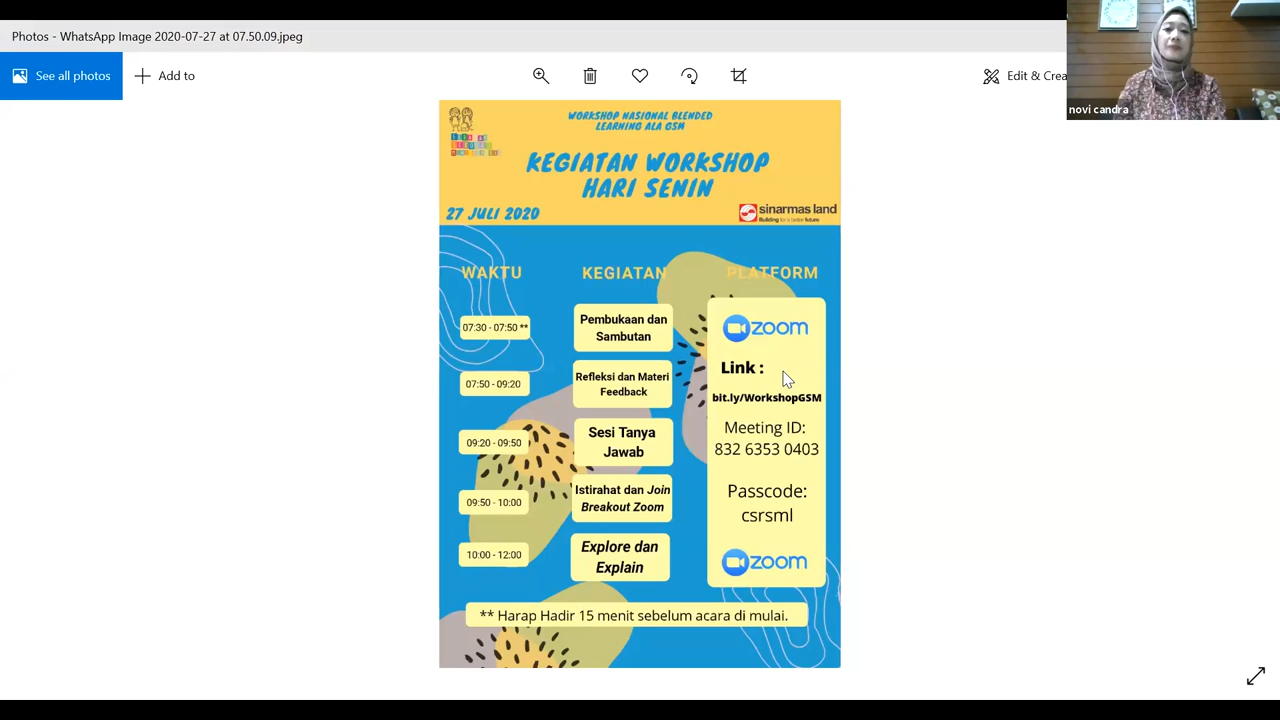 Photos - WhatsApp Image 2020-07-27 at 07.50.09.jpeg
See all photos
Add to
Edit & Crea
novi candra
WORKSHOP NASIONAL BLENDED
LEARNING ALA GSM
KEGIATAN WORKSHOP
HARI SENIN
27 JULI 2020
sinarmas land
Building for a better future
WAKTU KEGIATAN PLATFORM
07:30 - 07:50 **
Pembukaan dan
Sambutan
07:50 - 09:20
Refleksi dan Materi
Feedback
09:20 - 09:50
Sesi Tanya
Jawab
09:50 - 10:00
Istirahat dan Join
Breakout Zoom
10:00 - 12:00
Explore dan
Explain
zoom
Link :
bit.ly/WorkshopGSM
Meeting ID:
832 6353 0403
Passcode:
csrsml
zoom
** Harap Hadir 15 menit sebelum acara di mulai.